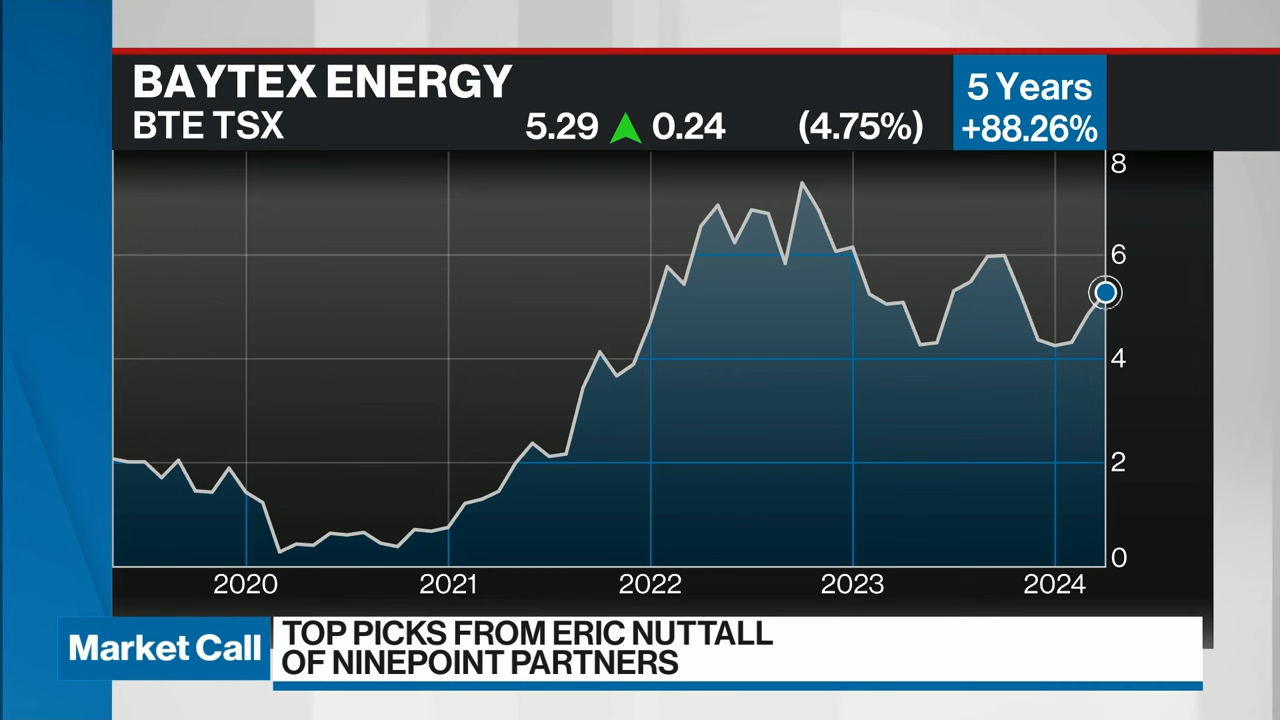 BAYTEX ENERGY
BTE TSX 5.29 0.24 (4.75%)
5 Years
+88.26%
8
6
4
2
0
2020 2021 2022 2023 2024
Market Call
TOP PICKS FROM ERIC NUTTALL
OF NINEPOINT PARTNERS